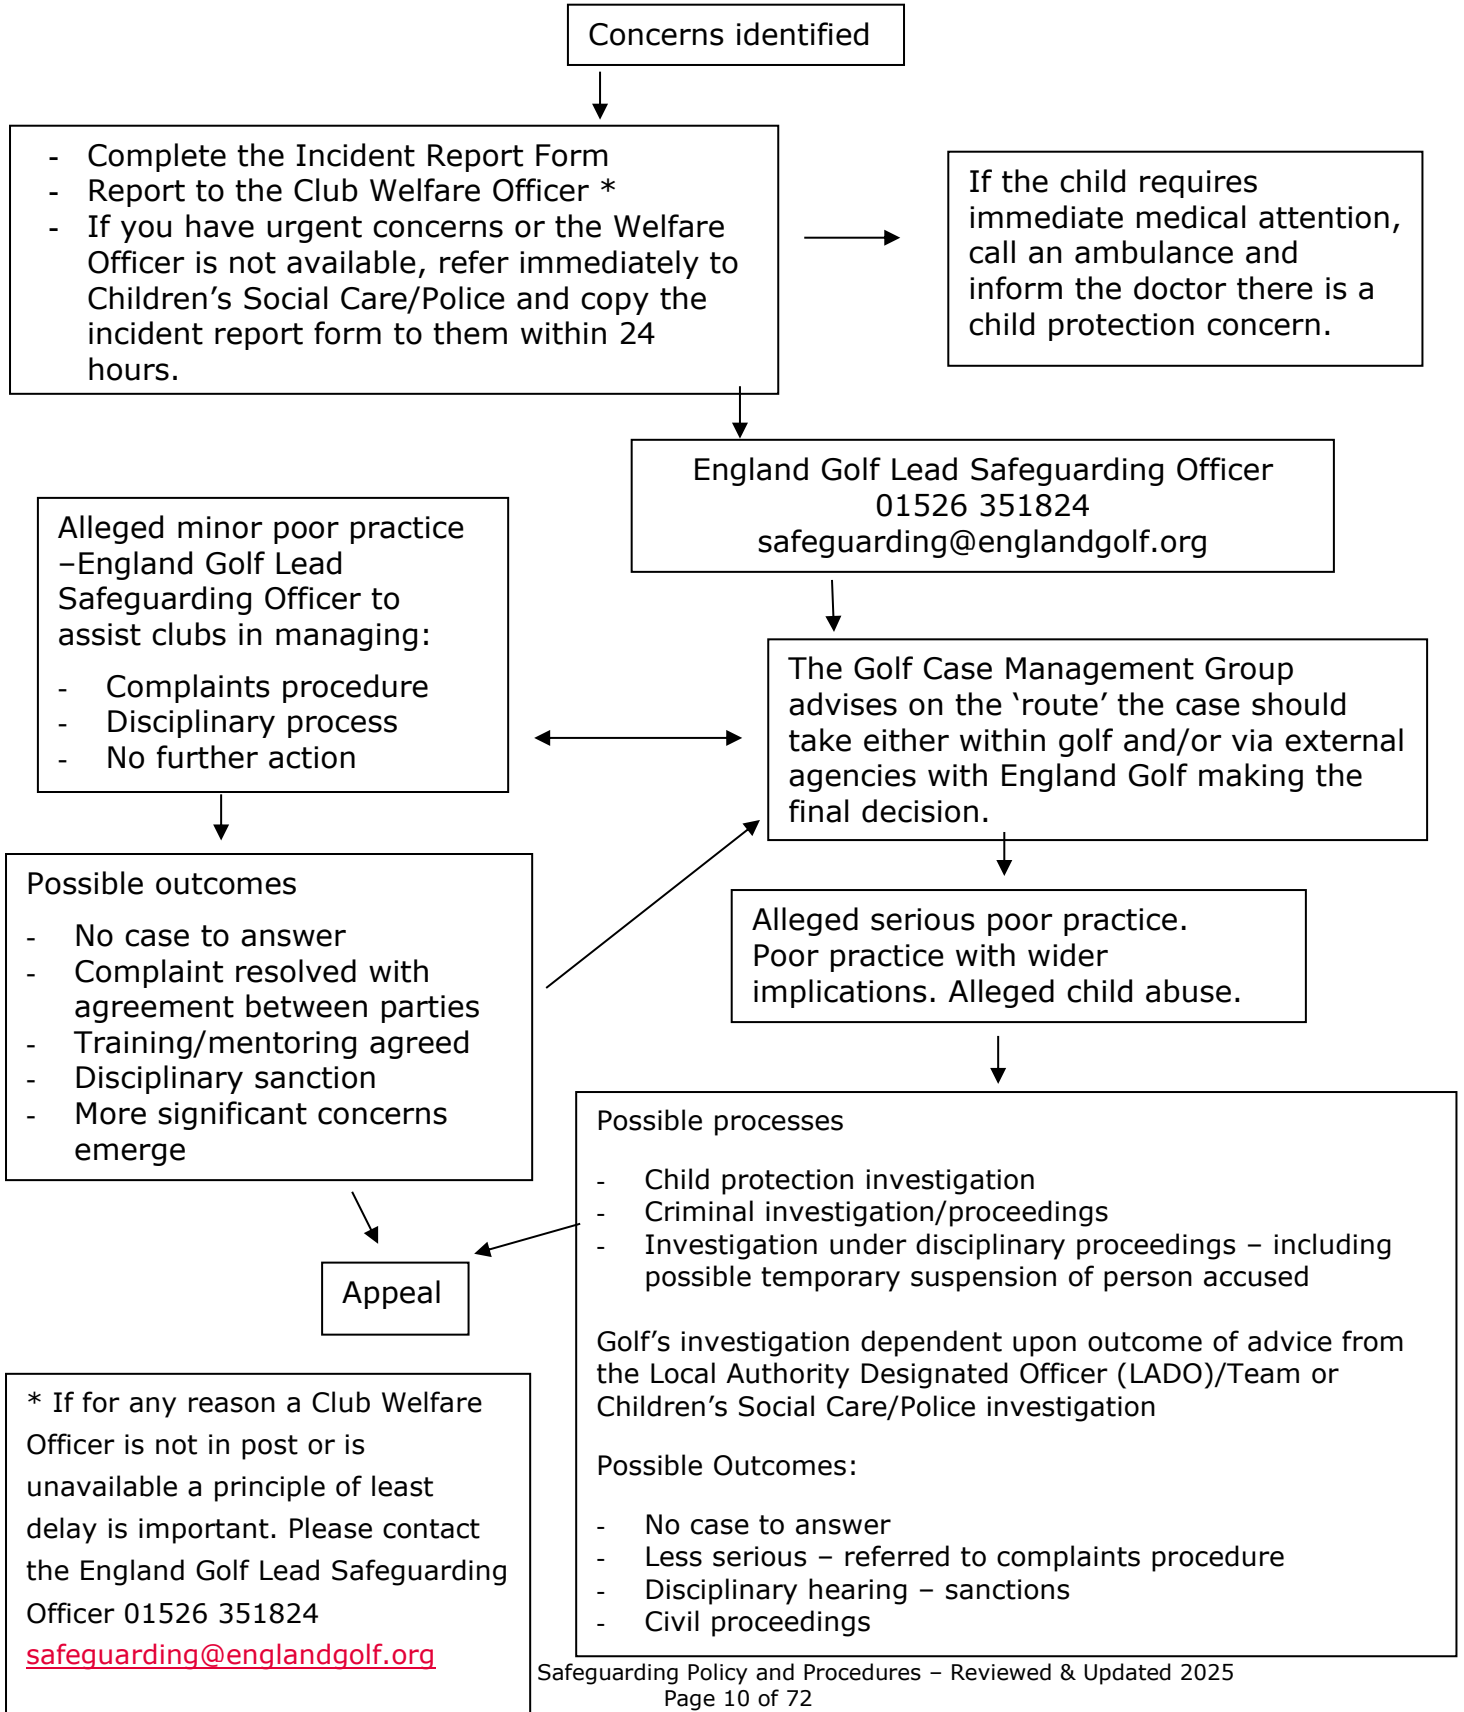 Concerns identified
- Complete the Incident Report Form
- Report to the Club Welfare Officer *
- If you have urgent concerns or the Welfare
Officer is not available, refer immediately to
Children’s Social Care/Police and copy the
incident report form to them within 24
hours.
If the child requires
immediate medical attention,
call an ambulance and
inform the doctor there is a
child protection concern.
England Golf Lead Safeguarding Officer
01526 351824
safeguarding@englandgolf.org
Alleged minor poor practice
–England Golf Lead
Safeguarding Officer to
assist clubs in managing:
- Complaints procedure
- Disciplinary process
- No further action
The Golf Case Management Group
advises on the ‘route’ the case should
take either within golf and/or via external
agencies with England Golf making the
final decision.
Possible outcomes
- No case to answer
- Complaint resolved with
agreement between parties
- Training/mentoring agreed
- Disciplinary sanction
- More significant concerns
emerge
Alleged serious poor practice.
Poor practice with wider
implications. Alleged child abuse.
Possible processes
- Child protection investigation
- Criminal investigation/proceedings
- Investigation under disciplinary proceedings – including
possible temporary suspension of person accused
Golf’s investigation dependent upon outcome of advice from
the Local Authority Designated Officer (LADO)/Team or
Children’s Social Care/Police investigation
Possible Outcomes:
- No case to answer
- Less serious – referred to complaints procedure
- Disciplinary hearing – sanctions
- Civil proceedings
Appeal
* If for any reason a Club Welfare
Officer is not in post or is
unavailable a principle of least
delay is important. Please contact
the England Golf Lead Safeguarding
Officer 01526 351824
safeguarding@englandgolf.org
Safeguarding Policy and Procedures – Reviewed & Updated 2025
Page 10 of 72